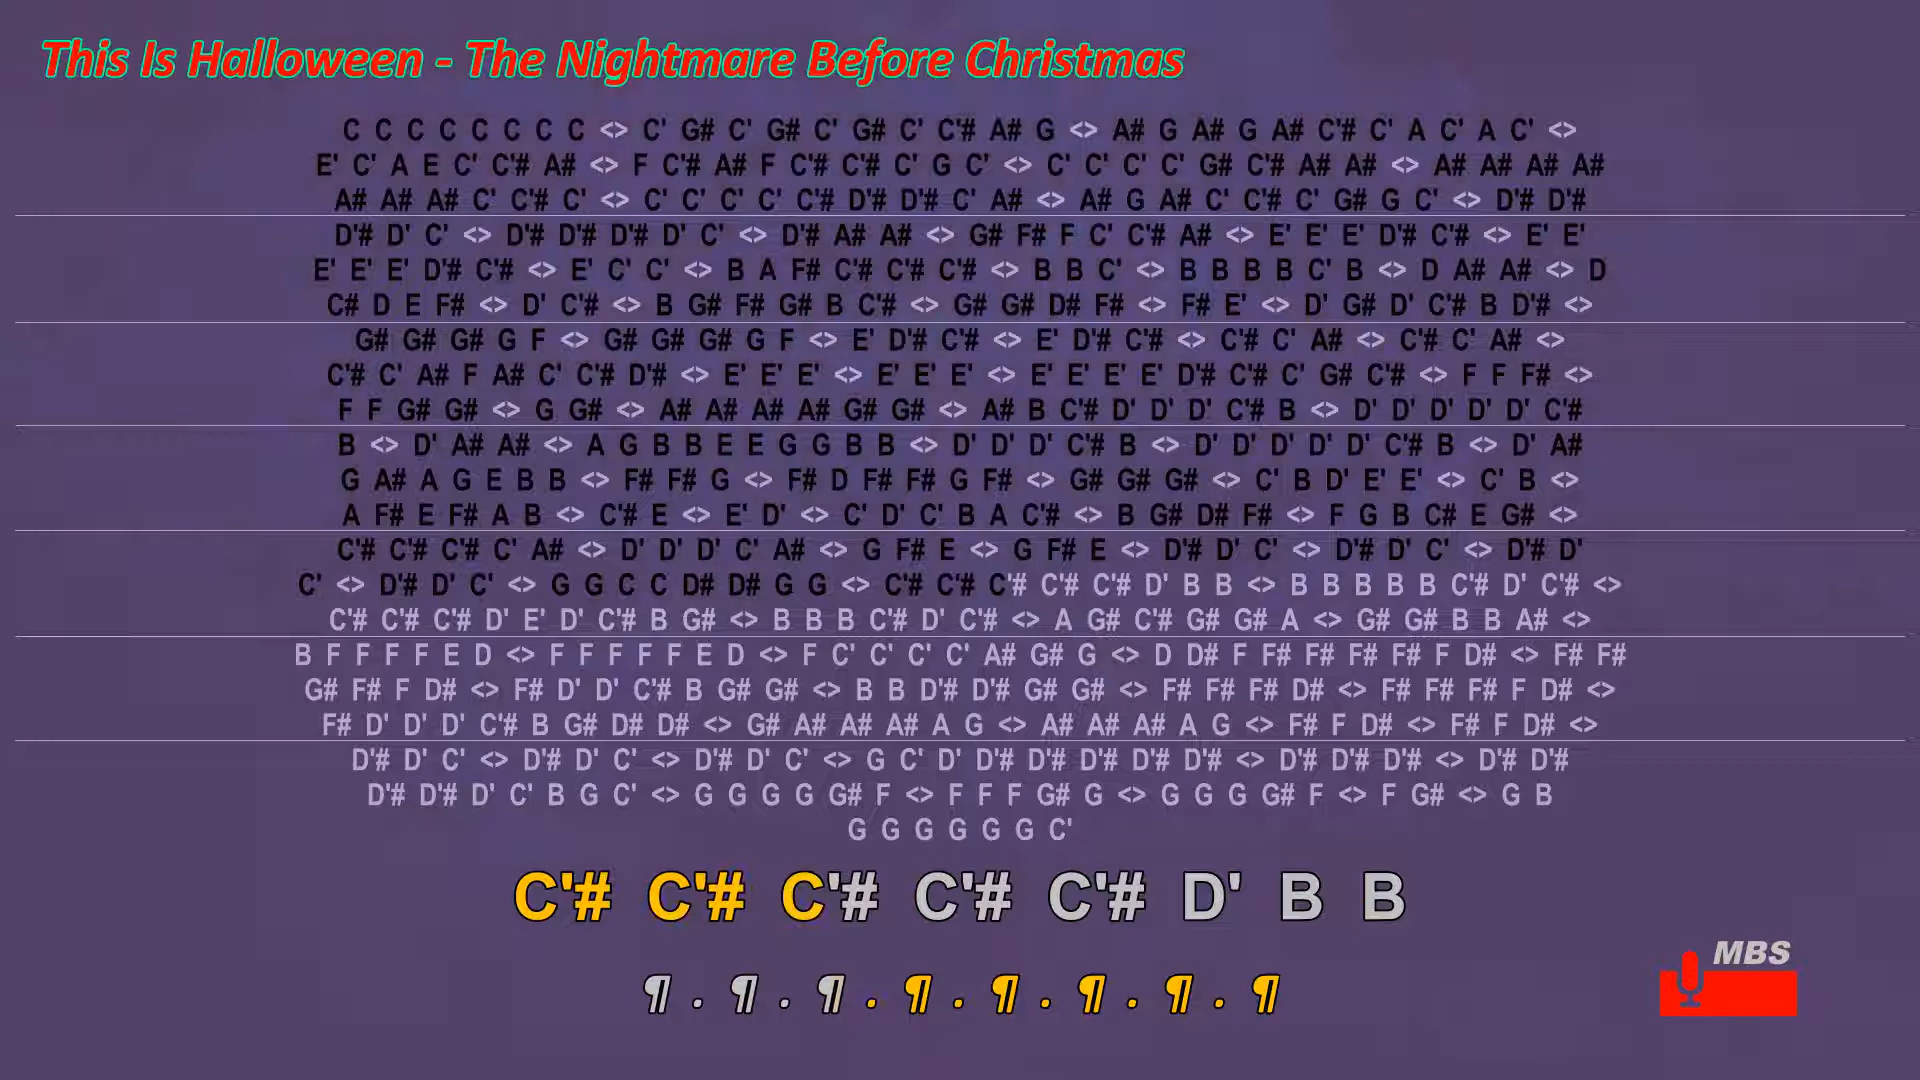 This Is Halloween - The Nightmare Before Christmas
C C C C C C C C <> C' G# C' G# C' G# C' C'# A# G <> A# G A# G A# C'# C' A C' A C' <>
E' C' A E C' C'# A# <> F C'# A# F C'# C'# C' G C' <> C' C' C' C' G# C'# A# A# <> A# A# A# A#
A# A# A# C' C'# C' <> C' C' C' C' C'# D'# D'# C' A# <> A# G A# C' C'# C' G# G C' <> D'# D'#
D'# D' C' <> D'# D'# D'# D' C' <> D'# A# A# <> G# F# F C' C'# A# <> E' E' E' D'# C'# <> E' E'
E' E' E' D'# C'# <> E' C' C' <> B A F# C'# C'# C'# <> B B C' <> B B B B C' B <> D A# A# <> D
C# D E F# <> D' C'# <> B G# F# G# B C'# <> G# G# D# F# <> F# E' <> D' G# D' C'# B D'# <>
G# G# G# G F <> G# G# G# G F <> E' D'# C'# <> E' D'# C'# <> C'# C' A# <> C'# C' A# <>
C'# C' A# F A# C' C'# D'# <> E' E' E' <> E' E' E' <> E' E' E' E' D'# C'# C' G# C'# <> F F F# <>
F F G# G# <> G G# <> A# A# A# A# G# G# <> A# B C'# D' D' D' C'# B <> D' D' D' D' D' C'#
B <> D' A# A# <> A G B B E E G G B B <> D' D' D' C'# B <> D' D' D' D' D' C'# B <> D' A#
G A# A G E B B <> F# F# G <> F# D F# F# G F# <> G# G# G# <> C' B D' E' E' <> C' B <>
A F# E F# A B <> C'# E <> E' D' <> C' D' C' B A C'# <> B G# D# F# <> F G B C# E G# <>
C'# C'# C'# C' A# <> D' D' D' C' A# <> G F# E <> G F# E <> D'# D' C' <> D'# D' C' <> D'# D'
C' <> D'# D' C' <> G G C C D# D# G G <> C'# C'# C'# C'# C'# D' B B <> B B B B B C'# D' C'# <>
C'# C'# C'# D' E' D' C'# B G# <> B B B C'# D' C'# <> A G# C'# G# G# A <> G# G# B B A# <>
B F F F F E D <> F F F F F E D <> F C' C' C' C' A# G# G <> D D# F F# F# F# F# F D# <> F# F#
G# F# F D# <> F# D' D' C'# B G# G# <> B B D'# D'# G# G# <> F# F# F# D# <> F# F# F# F D# <>
F# D' D' D' C'# B G# D# D# <> G# A# A# A# A G <> A# A# A# A G <> F# F D# <> F# F D# <>
D'# D' C' <> D'# D' C' <> D'# D' C' <> G C' D' D'# D'# D'# D'# D'# <> D'# D'# D'# <> D'# D'#
D'# D'# D' C' B G C' <> G G G G G# F <> F F F G# G <> G G G G# F <> F G# <> G B
G G G G G G C'
C'# C'# C'# C'# C'# D' B B
¶ . ¶ . ¶ . ¶ . ¶ . ¶ . ¶ . ¶
MBS